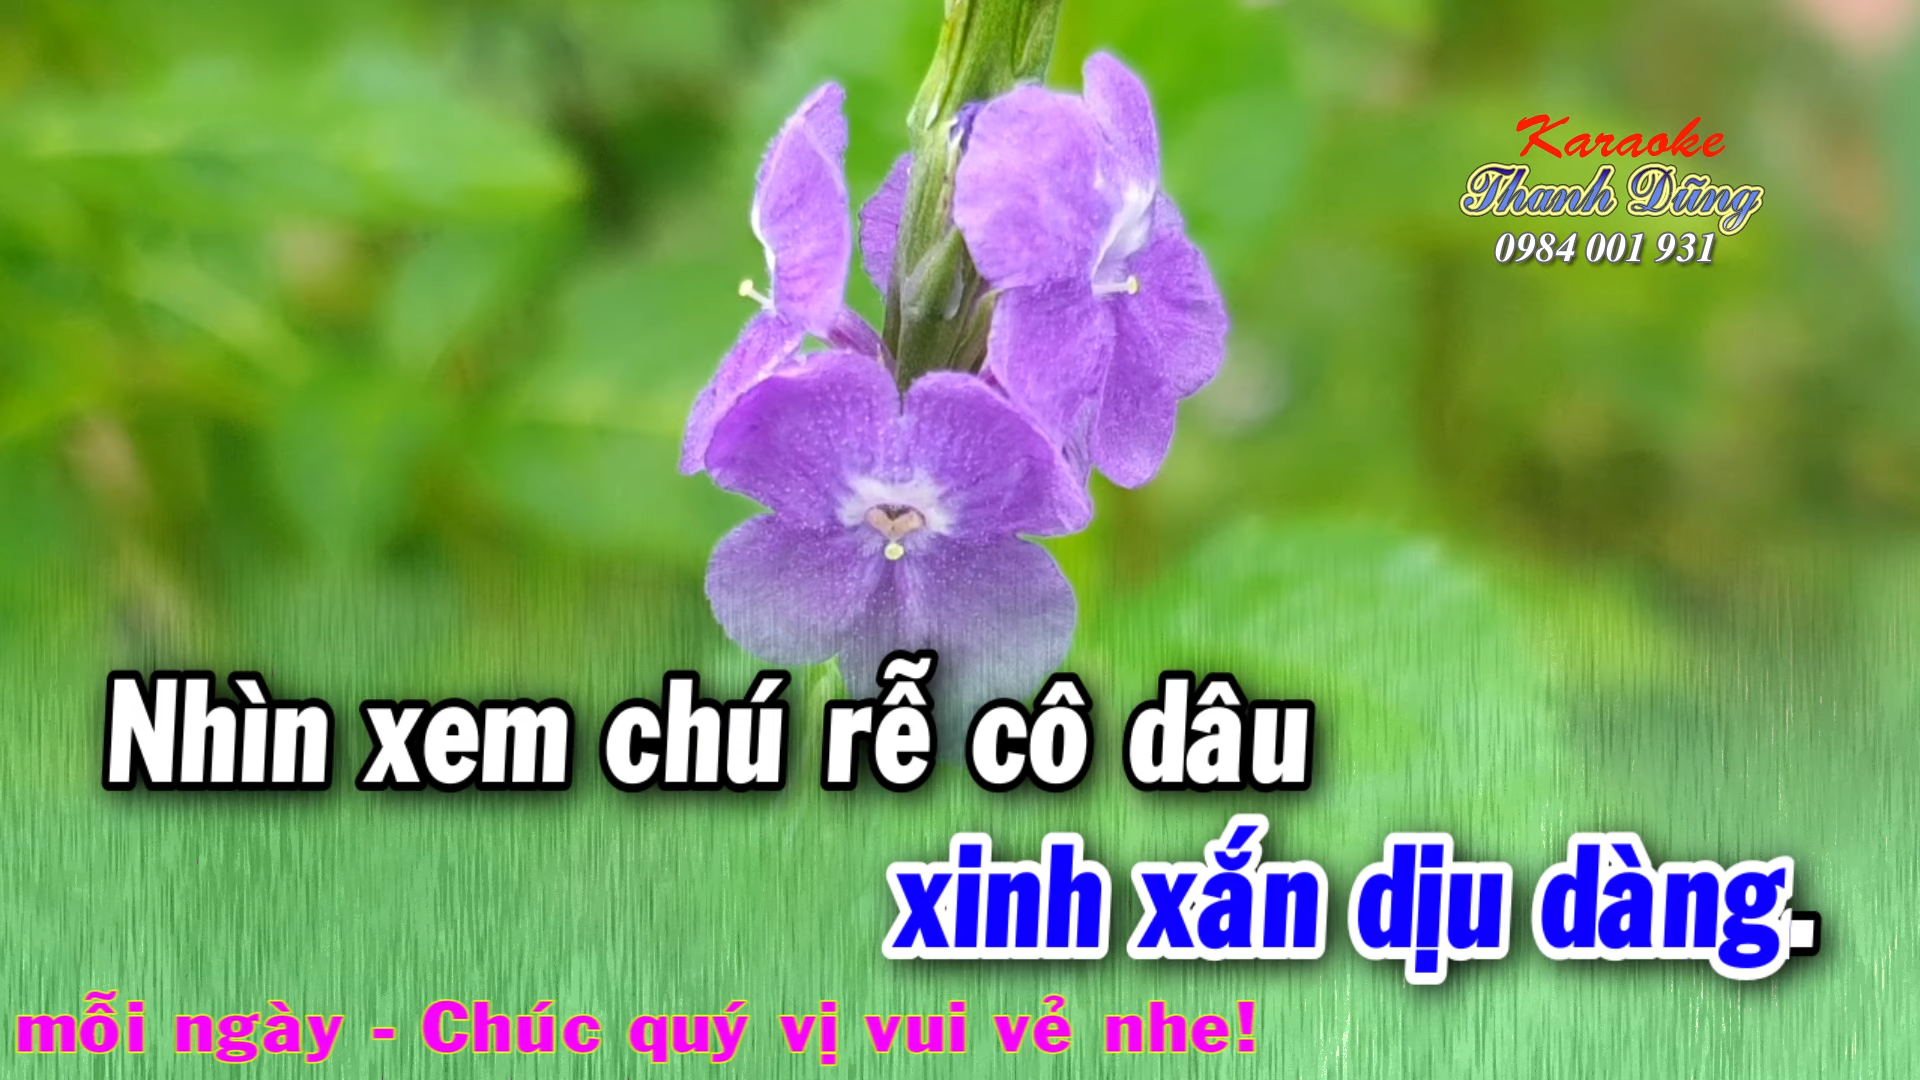 Karaoke
Thanh Dũng
0984 001 931
Nhìn xem chú rễ cô dâu
xinh xắn dịu dàng.
mỗi ngày - Chúc quý vị vui vẻ nhe!